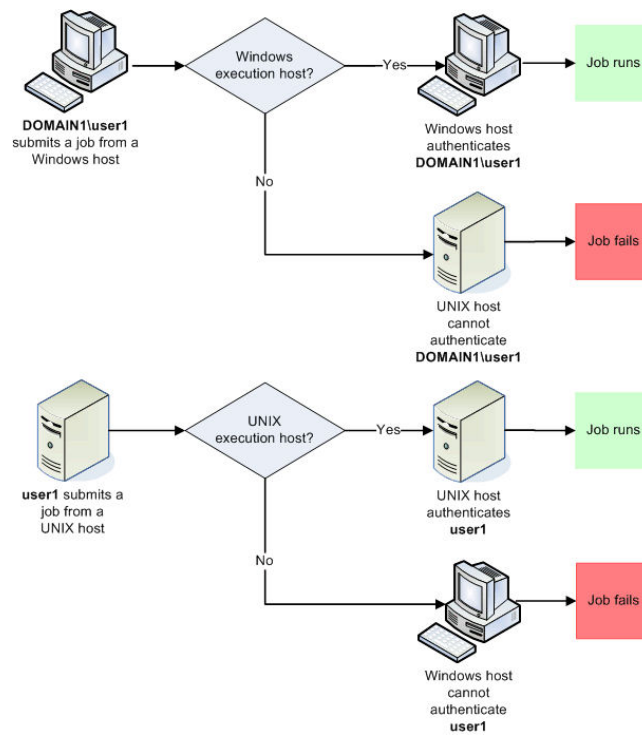 Windows
execution host?
Yes
Job runs
DOMAIN1\user1
submits a job from a
Windows host
Windows host
authenticates
DOMAIN1\user1
No
Job fails
UNIX host
cannot
authenticate
DOMAIN1\user1
UNIX
execution host?
Yes
Job runs
user1 submits a
job from a
UNIX host
UNIX host
authenticates
user1
No
Job fails
Windows host
cannot
authenticate
user1